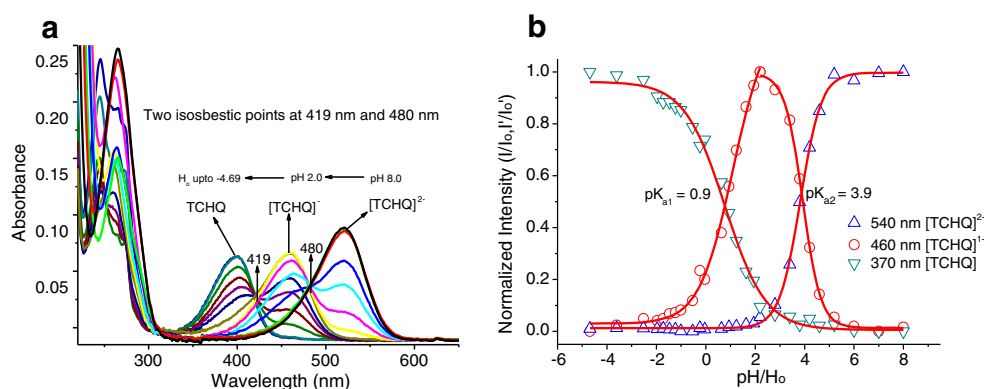 a
Absorbance
0.25
0.20
0.15
0.10
0.05
Two isosbestic points at 419 nm and 480 nm
Ho upto -4.69
pH 2.0
pH 8.0
TCHQ
[TCHQ]-
[TCHQ]2-
419
480
300
400
500
600
Wavelength (nm)
b
Normalized Intensity (I/Io,I'/Io')
1.0
0.8
0.6
0.4
0.2
0.0
pKa1 = 0.9
pKa2 = 3.9
540 nm [TCHQ]2-
460 nm [TCHQ]1-
370 nm [TCHQ]
-6
-4
-2
0
2
4
6
8
pH/Ho